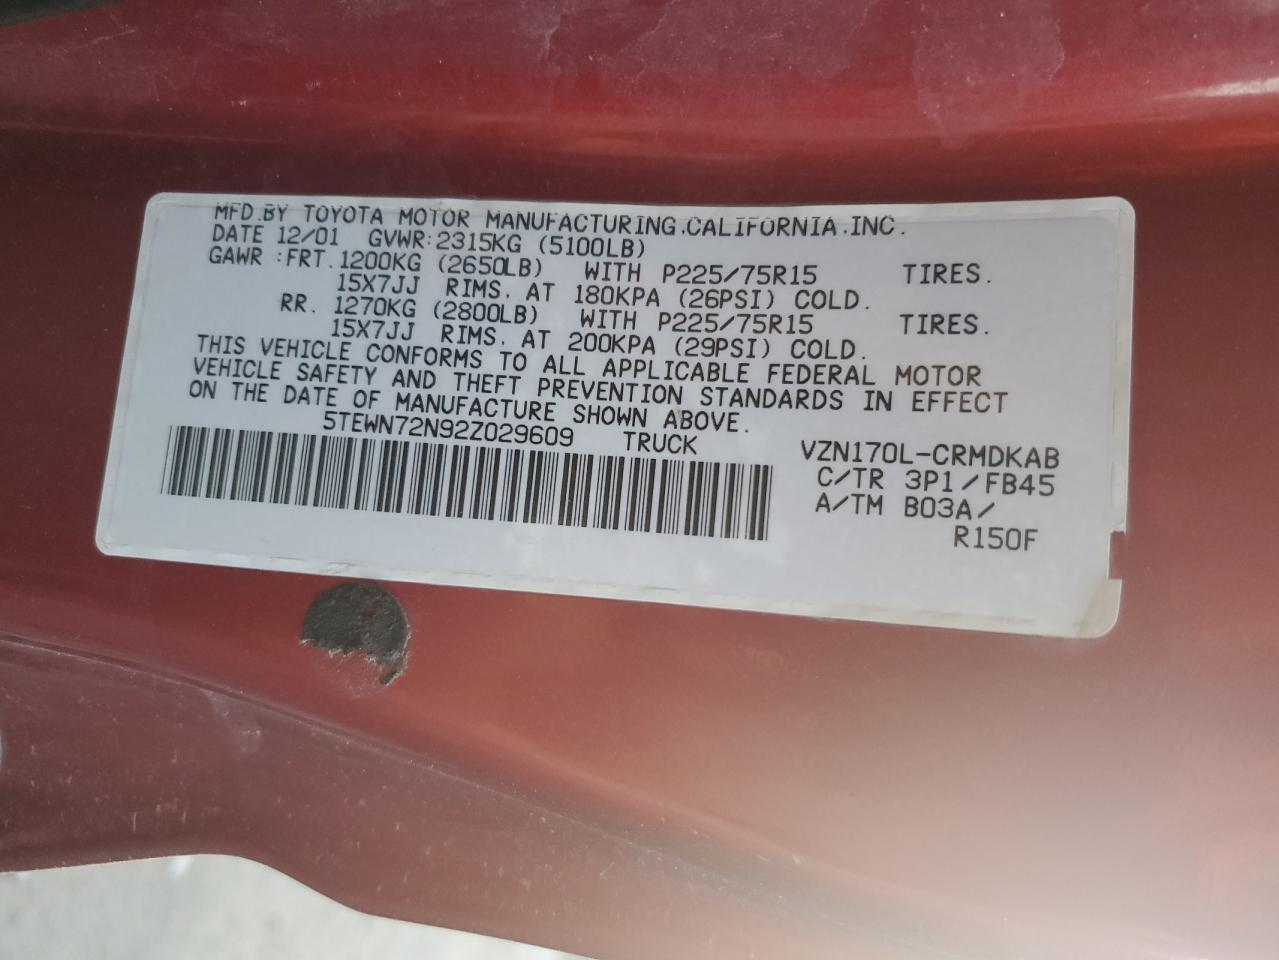 MFD.BY TOYOTA MOTOR MANUFACTURING.CALIFORNIA.INC.
DATE 12/01 GVWR:2315KG (5100LB)
GAWR :FRT. 1200KG (2650LB) WITH P225/75R15 TIRES.
15X7JJ RIMS. AT 180KPA (26PSI) COLD.
RR. 1270KG (2800LB) WITH P225/75R15 TIRES.
15X7JJ RIMS. AT 200KPA (29PSI) COLD.
THIS VEHICLE CONFORMS TO ALL APPLICABLE FEDERAL MOTOR
VEHICLE SAFETY AND THEFT PREVENTION STANDARDS IN EFFECT
ON THE DATE OF MANUFACTURE SHOWN ABOVE.
5TEWN72N92Z029609 TRUCK VZN170L-CRMDKAB
C/TR 3P1/FB45
A/TM B03A/
R150F